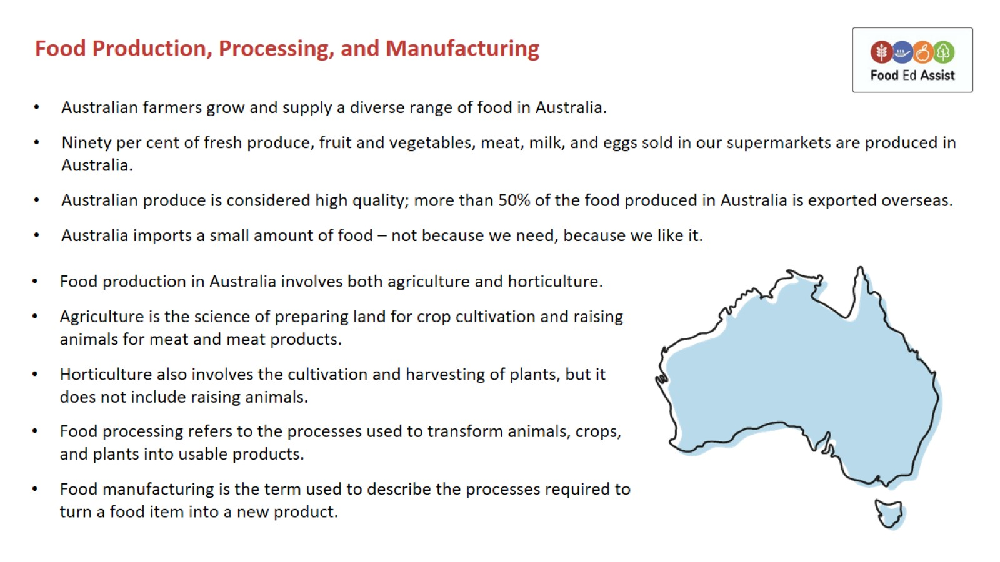 Food Production, Processing, and Manufacturing
Food Ed Assist
• Australian farmers grow and supply a diverse range of food in Australia.
• Ninety per cent of fresh produce, fruit and vegetables, meat, milk, and eggs sold in our supermarkets are produced in
Australia.
• Australian produce is considered high quality; more than 50% of the food produced in Australia is exported overseas.
• Australia imports a small amount of food – not because we need, because we like it.
• Food production in Australia involves both agriculture and horticulture.
• Agriculture is the science of preparing land for crop cultivation and raising
animals for meat and meat products.
• Horticulture also involves the cultivation and harvesting of plants, but it
does not include raising animals.
• Food processing refers to the processes used to transform animals, crops,
and plants into usable products.
• Food manufacturing is the term used to describe the processes required to
turn a food item into a new product.